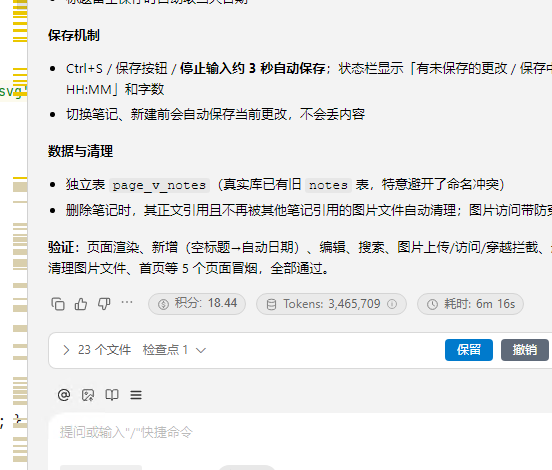 保存机制
Ctrl+S / 保存按钮 / 停止输入约 3 秒自动保存；状态栏显示「有未保存的更改 / 保存中
HH:MM」和字数
切换笔记、新建前会自动保存当前更改，不会丢内容
数据与清理
独立表 page_v_notes（真实库已有旧 notes 表，特意避开了命名冲突）
删除笔记时，其正文引用且不再被其他笔记引用的图片文件自动清理；图片访问带防穿
验证：页面渲染、新增（空标题→自动日期）、编辑、搜索、图片上传/访问/穿越拦截、
清理图片文件、首页等 5 个页面冒烟，全部通过。
积分: 18.44 Tokens: 3,465,709 耗时: 6m 16s
23 个文件 检查点 1 保留 撤销
svg'
; }
提问或输入"/"快捷命令